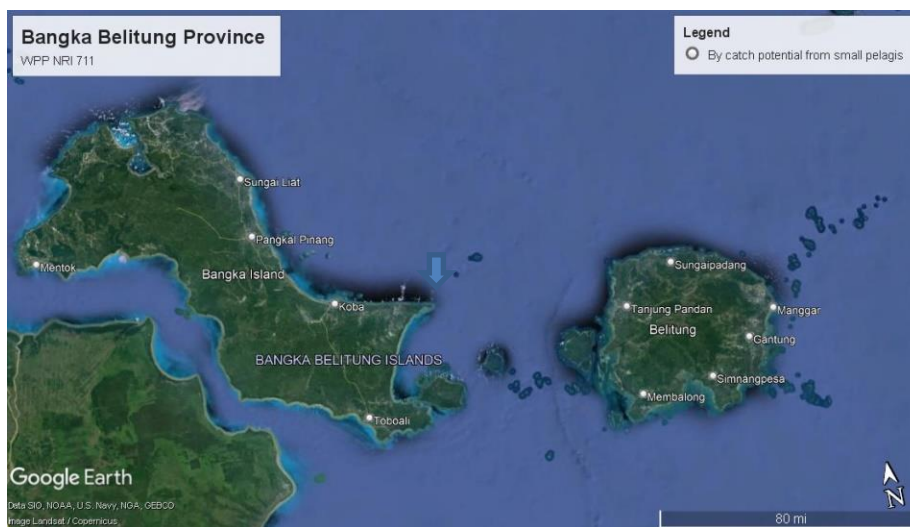 Bangka Belitung Province
WPP NRI 711
Legend
By catch potential from small pelagis
Sungai Liat
Pangkal Pinang
Mentok
Bangka Island
Koba
BANGKA BELITUNG ISLANDS
Toboali
Sungaipadang
Tanjung Pandan
Manggar
Belitung
Gantung
Simnangpesa
Membalong
Google Earth
Data SIO, NOAA, U.S. Navy, NGA, GEBCO
Image Landsat / Copernicus
N
80 mi